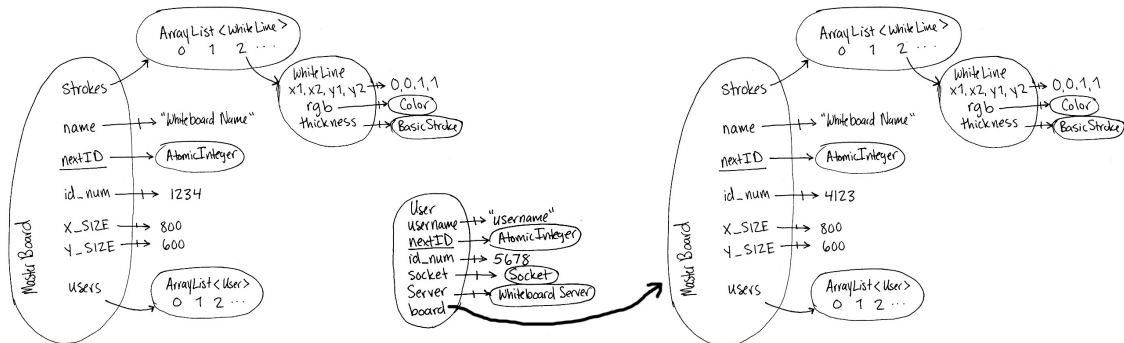 ArrayList <WhiteLine>
0 1 2 ...
WhiteLine
x1, x2, y1, y2 0,0,1,1
rgb Color
thickness BasicStroke
Master Board
strokes
name "Whiteboard Name"
nextID AtomicInteger
id_num 1234
X_SIZE 800
Y_SIZE 600
users
ArrayList <User>
0 1 2 ...
User
username "username"
nextID AtomicInteger
id_num 5678
socket Socket
Server Whiteboard Server
board
ArrayList <WhiteLine>
0 1 2 ...
WhiteLine
x1, x2, y1, y2 0,0,1,1
rgb Color
thickness BasicStroke
Master Board
strokes
name "Whiteboard Name"
nextID AtomicInteger
id_num 4123
X_SIZE 800
Y_SIZE 600
users
ArrayList <User>
0 1 2 ...